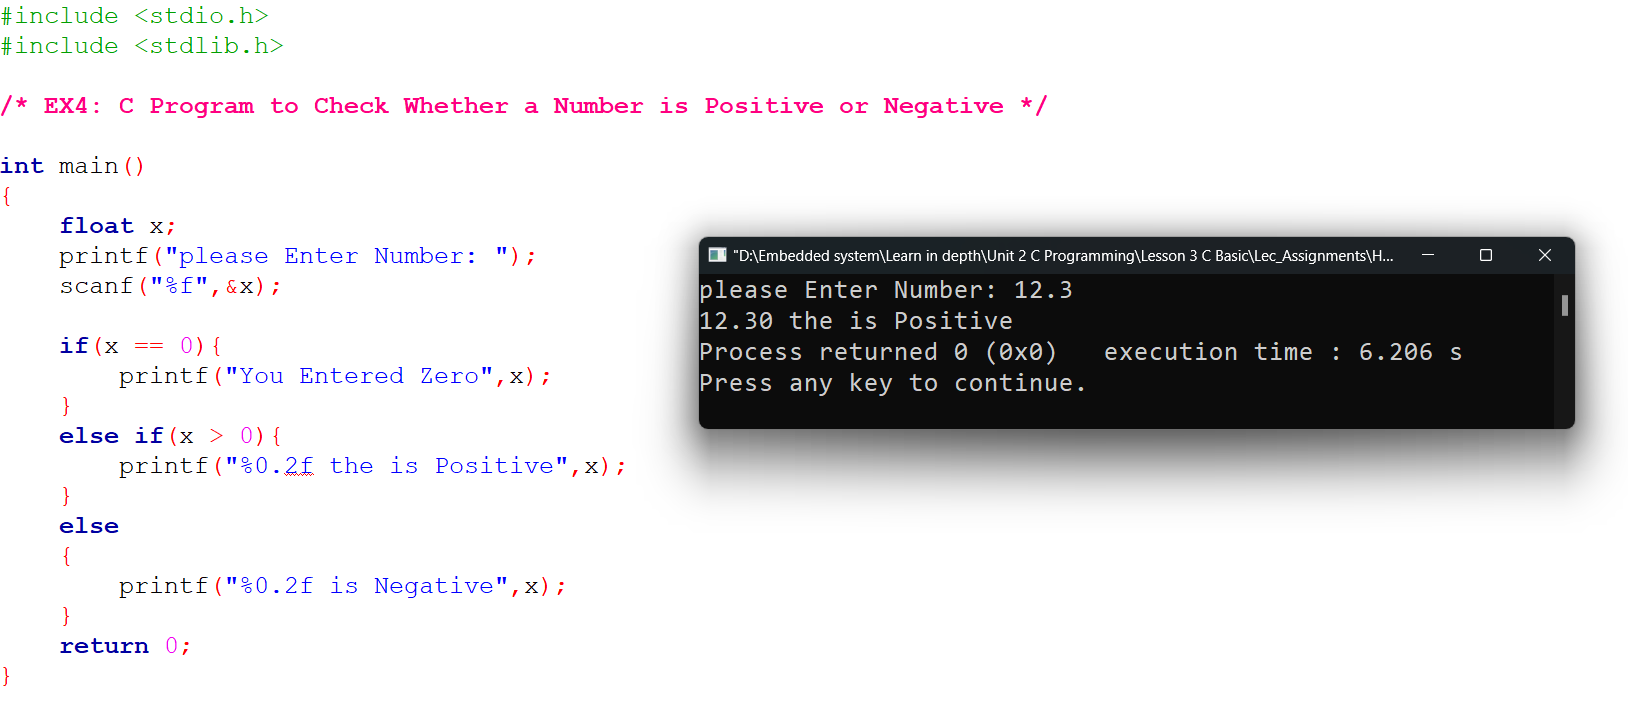 #include <stdio.h>
#include <stdlib.h>
/* EX4: C Program to Check Whether a Number is Positive or Negative */
int main()
{
float x;
printf("please Enter Number: ");
scanf("%f",&x);
if(x == 0){
printf("You Entered Zero",x);
}
else if(x > 0){
printf("%0.2f the is Positive",x);
}
else
{
printf("%0.2f is Negative",x);
}
return 0;
}
"D:\Embedded system\Learn in depth\Unit 2 C Programming\Lesson 3 C Basic\Lec_Assignments\H...
please Enter Number: 12.3
12.30 the is Positive
Process returned 0 (0x0)   execution time : 6.206 s
Press any key to continue.